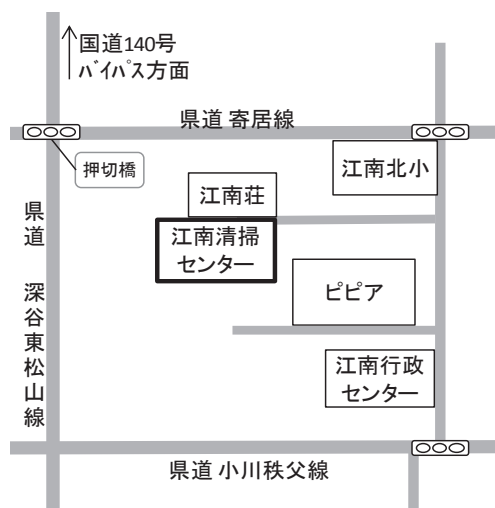 国道140号
バイパス方面
県道 寄居線
押切橋
江南北小
江南荘
江南清掃
センター
県道 深谷東松山線
ピピア
江南行政
センター
県道 小川秩父線